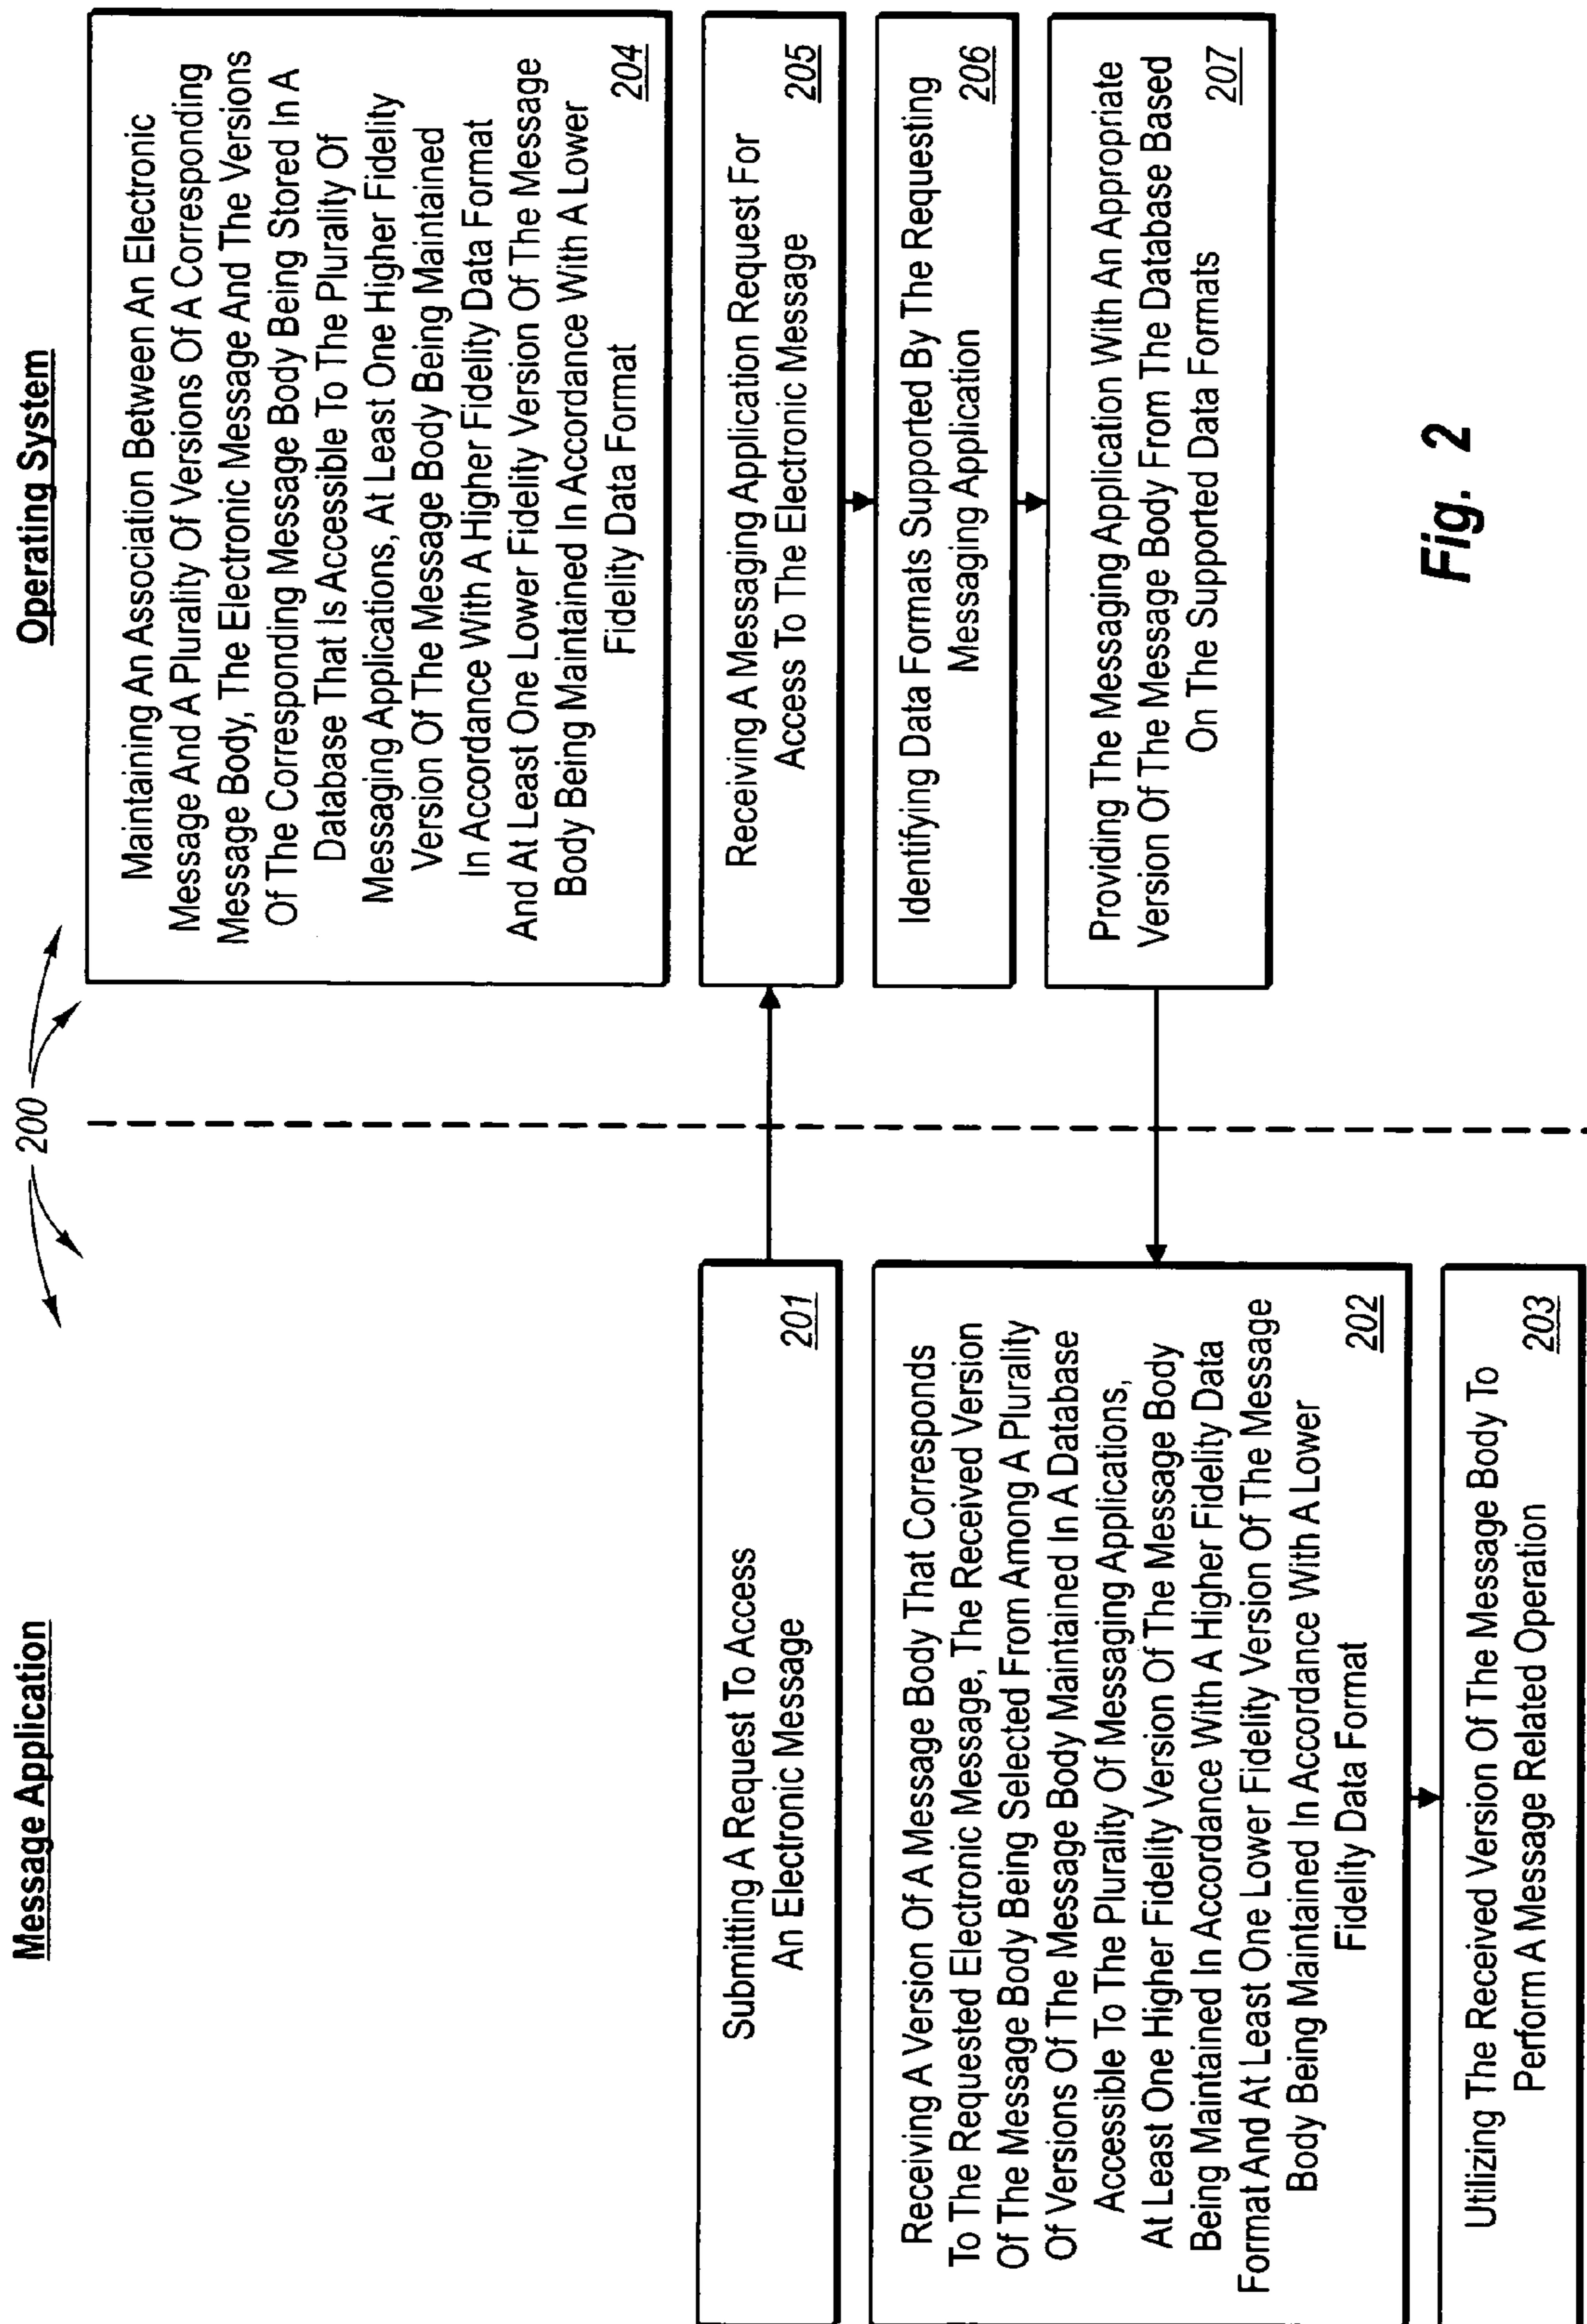 200
Message Application
Operating System
Submitting A Request To Access
An Electronic Message
201
Receiving A Version Of A Message Body That Corresponds
To The Requested Electronic Message, The Received Version
Of The Message Body Being Selected From Among A Plurality
Of Versions Of The Message Body Maintained In A Database
Accessible To The Plurality Of Messaging Applications,
At Least One Higher Fidelity Version Of The Message Body
Being Maintained In Accordance With A Higher Fidelity Data
Format And At Least One Lower Fidelity Version Of The Message
Body Being Maintained In Accordance With A Lower
Fidelity Data Format
202
Utilizing The Received Version Of The Message Body To
Perform A Message Related Operation
203
Maintaining An Association Between An Electronic
Message And A Plurality Of Versions Of A Corresponding
Message Body, The Electronic Message And The Versions
Of The Corresponding Message Body Being Stored In A
Database That Is Accessible To The Plurality Of
Messaging Applications, At Least One Higher Fidelity
Version Of The Message Body Being Maintained
In Accordance With A Higher Fidelity Data Format
And At Least One Lower Fidelity Version Of The Message
Body Being Maintained In Accordance With A Lower
Fidelity Data Format
204
Receiving A Messaging Application Request For
Access To The Electronic Message
205
Identifying Data Formats Supported By The Requesting
Messaging Application
206
Providing The Messaging Application With An Appropriate
Version Of The Message Body From The Database Based
On The Supported Data Formats
207
Fig. 2